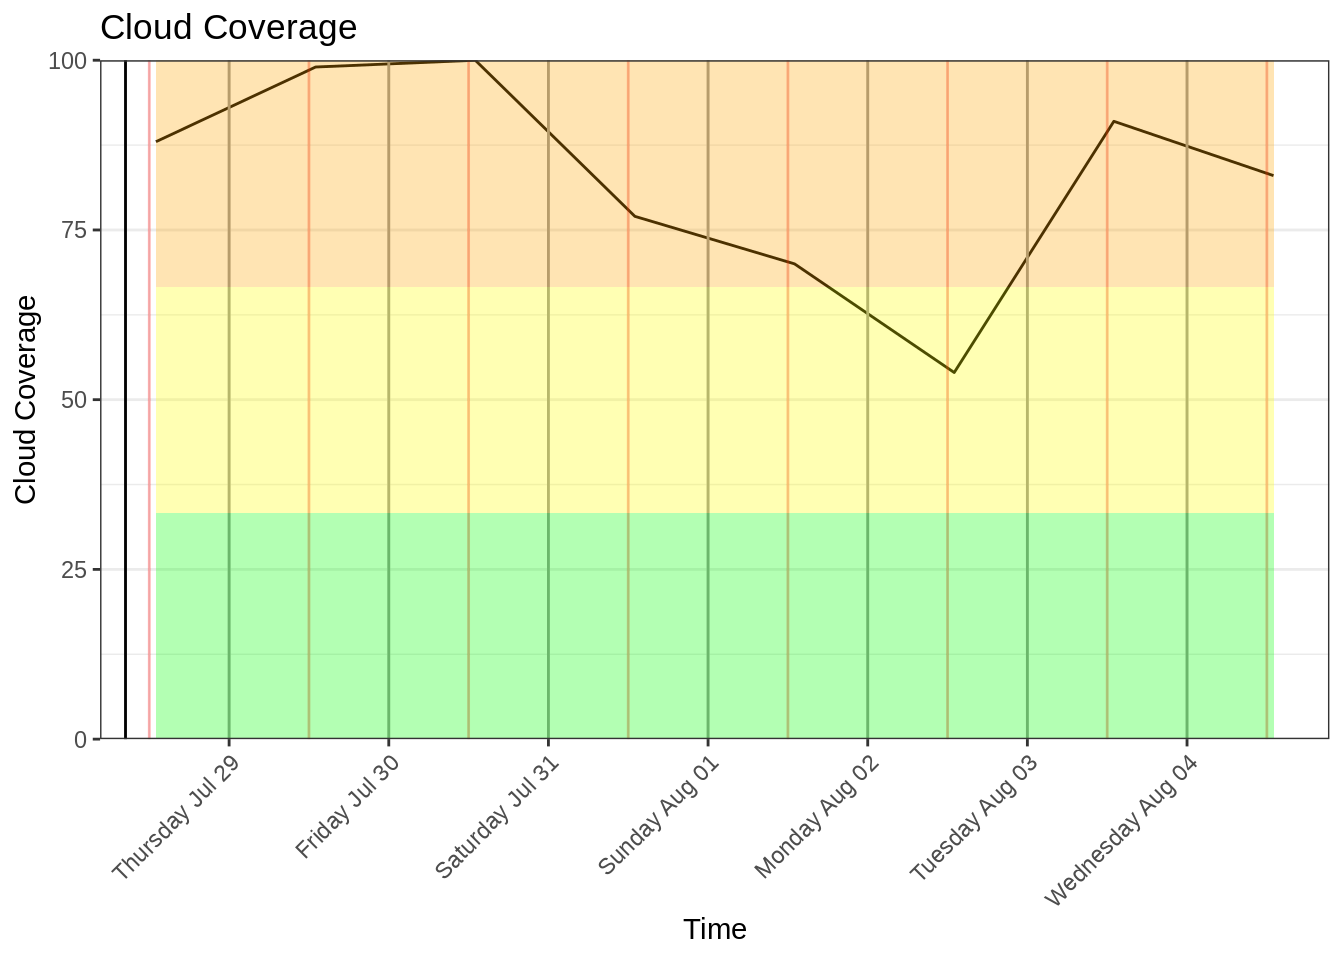 Cloud Coverage
Cloud Coverage
100
75
50
25
0
Thursday Jul 29
Friday Jul 30
Saturday Jul 31
Sunday Aug 01
Monday Aug 02
Tuesday Aug 03
Wednesday Aug 04
Time